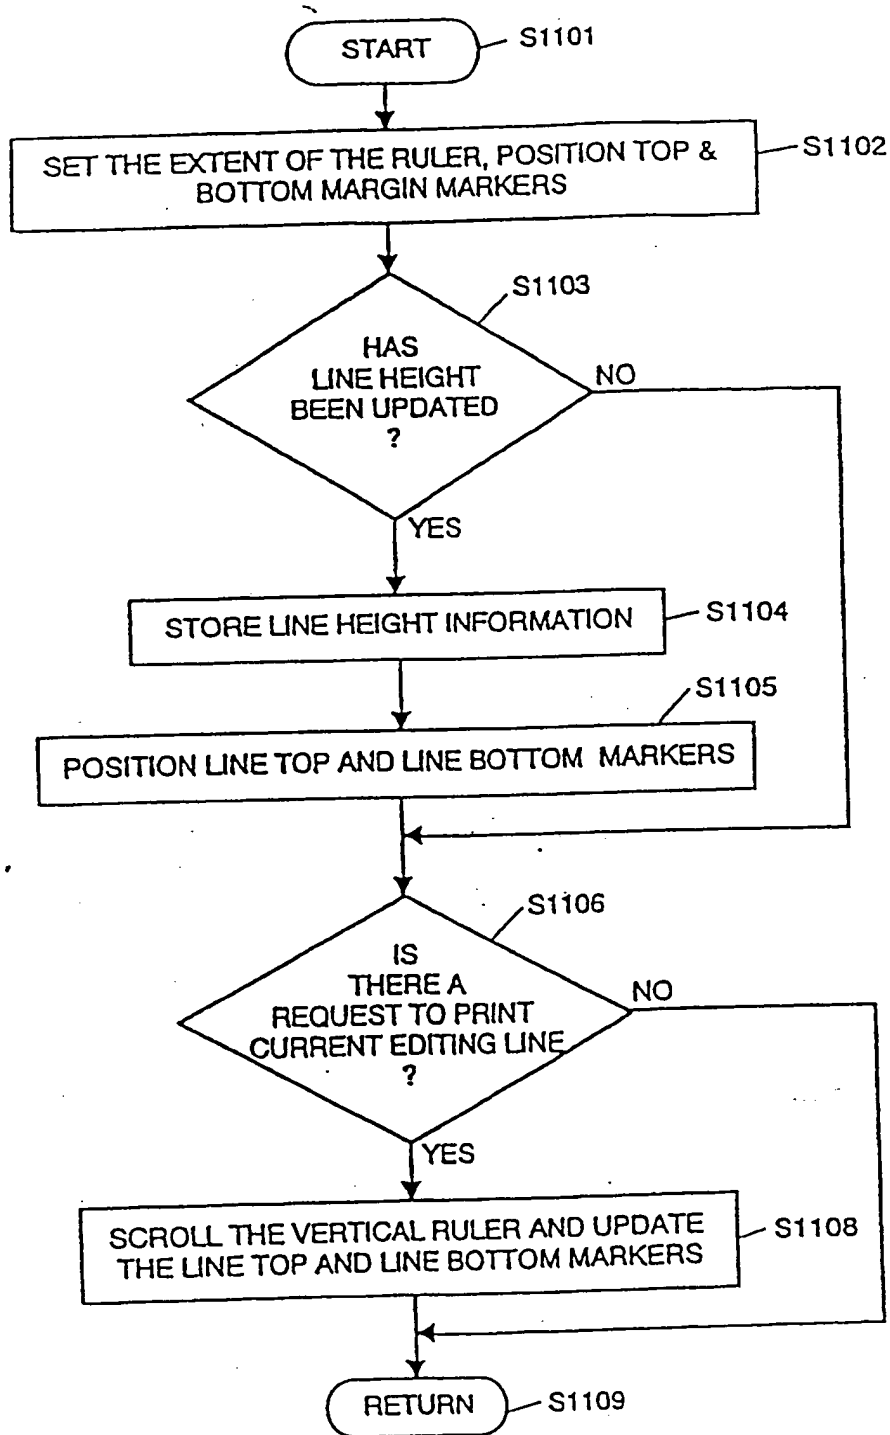 START
S1101
SET THE EXTENT OF THE RULER, POSITION TOP &
BOTTOM MARGIN MARKERS
S1102
S1103
HAS
LINE HEIGHT
BEEN UPDATED
?
NO
YES
STORE LINE HEIGHT INFORMATION
S1104
S1105
POSITION LINE TOP AND LINE BOTTOM MARKERS
S1106
IS
THERE A
REQUEST TO PRINT
CURRENT EDITING LINE
?
NO
YES
SCROLL THE VERTICAL RULER AND UPDATE
THE LINE TOP AND LINE BOTTOM MARKERS
S1108
RETURN
S1109